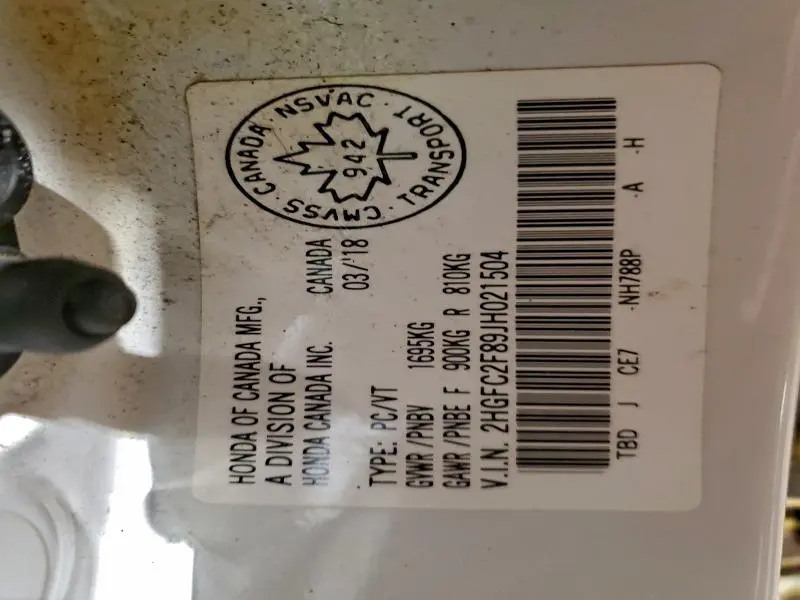 HONDA OF CANADA MFG.,
A DIVISION OF
HONDA CANADA INC.
CANADA
03/'18
TYPE: PC/VT
GVWR /PNBV 1695KG
GAWR /PNBE F 900KG R 810KG
V.I.N. 2HGFC2F89JH021504
TBD J CE7 -NH788P -A -H
CANADA · NSVAC · TRANSPORT · CMVSS ·
942